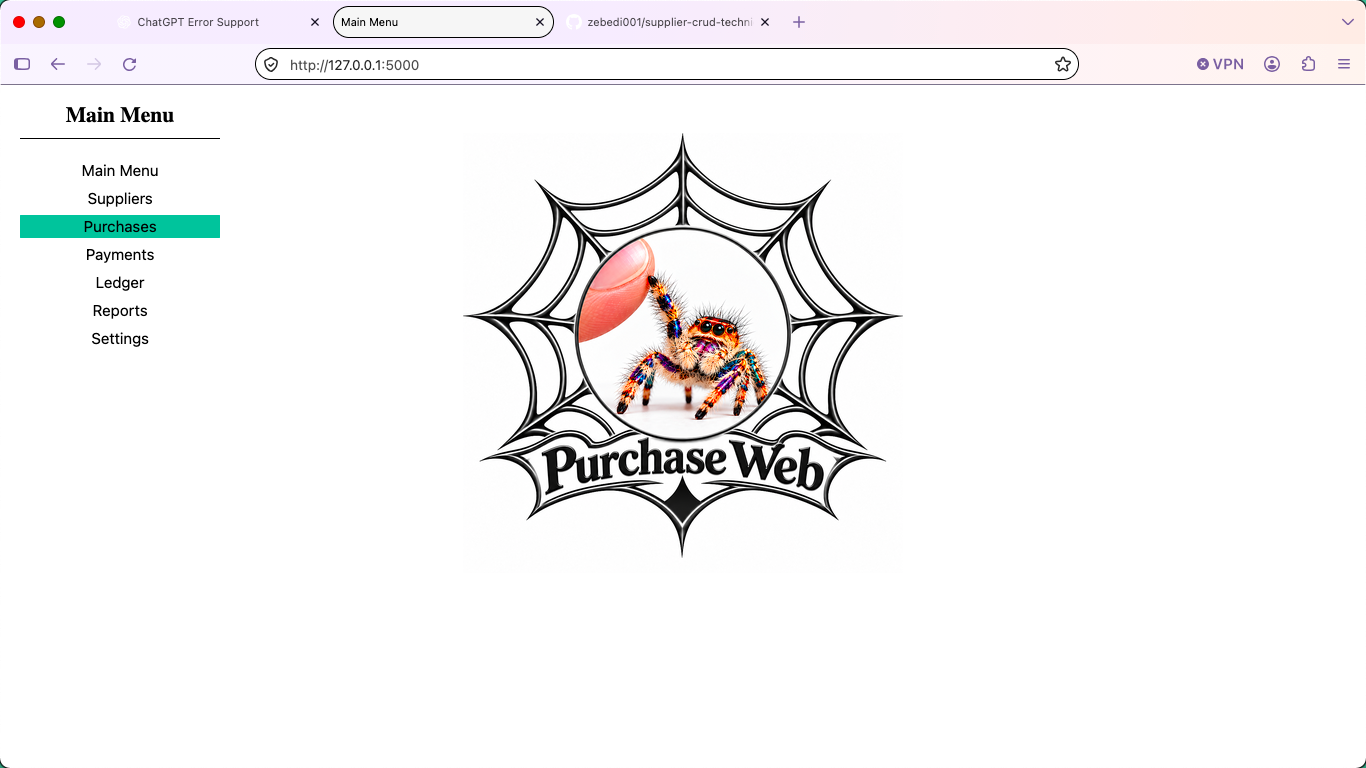 ChatGPT Error Support
Main Menu
zebedi001/supplier-crud-techni
http://127.0.0.1:5000
VPN
Main Menu
Main Menu
Suppliers
Purchases
Payments
Ledger
Reports
Settings
Purchase Web